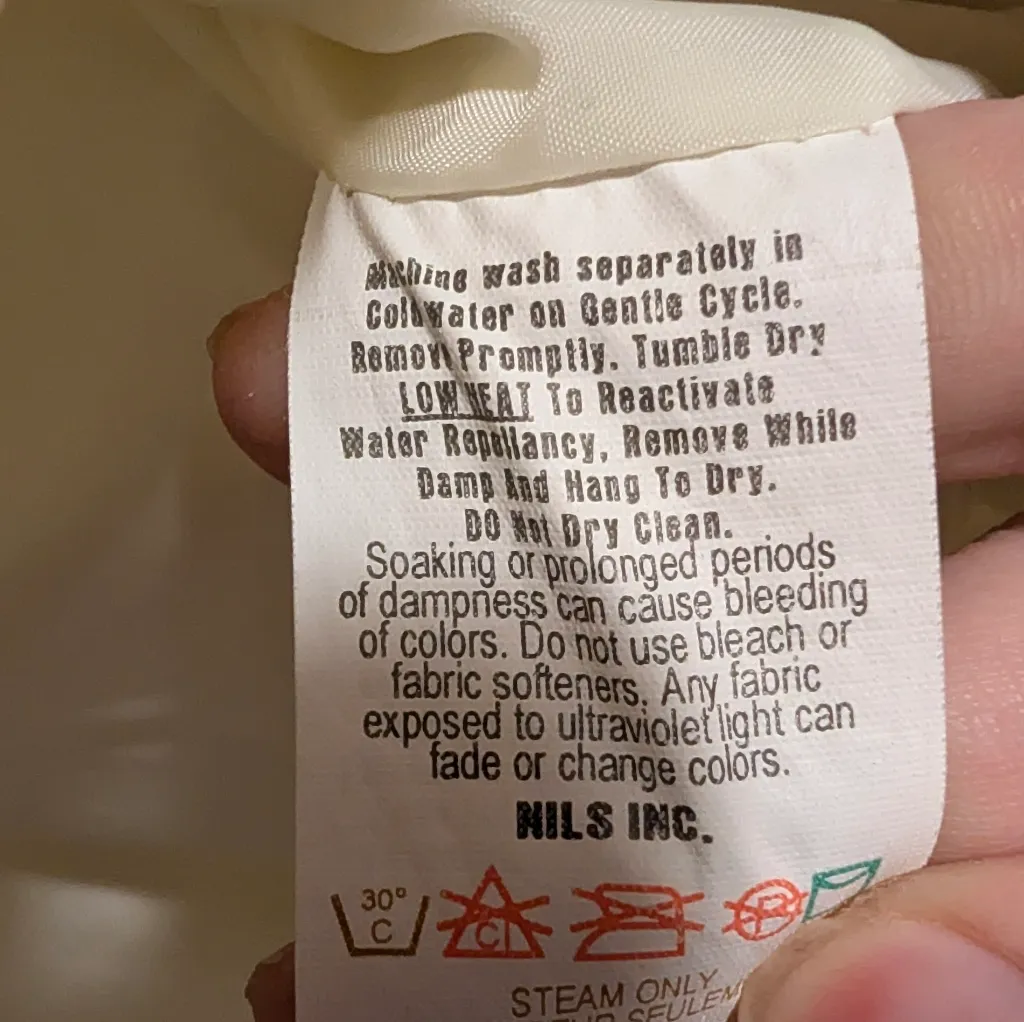 Machine wash separately in
Cold Water on Gentle Cycle.
Remove Promptly. Tumble Dry
LOW HEAT To Reactivate
Water Repellancy, Remove While
Damp And Hang To Dry.
DO Not Dry Clean.
Soaking or prolonged periods
of dampness can cause bleeding
of colors. Do not use bleach or
fabric softeners. Any fabric
exposed to ultraviolet light can
fade or change colors.
NILS INC.
30° C Cl P
STEAM ONLY